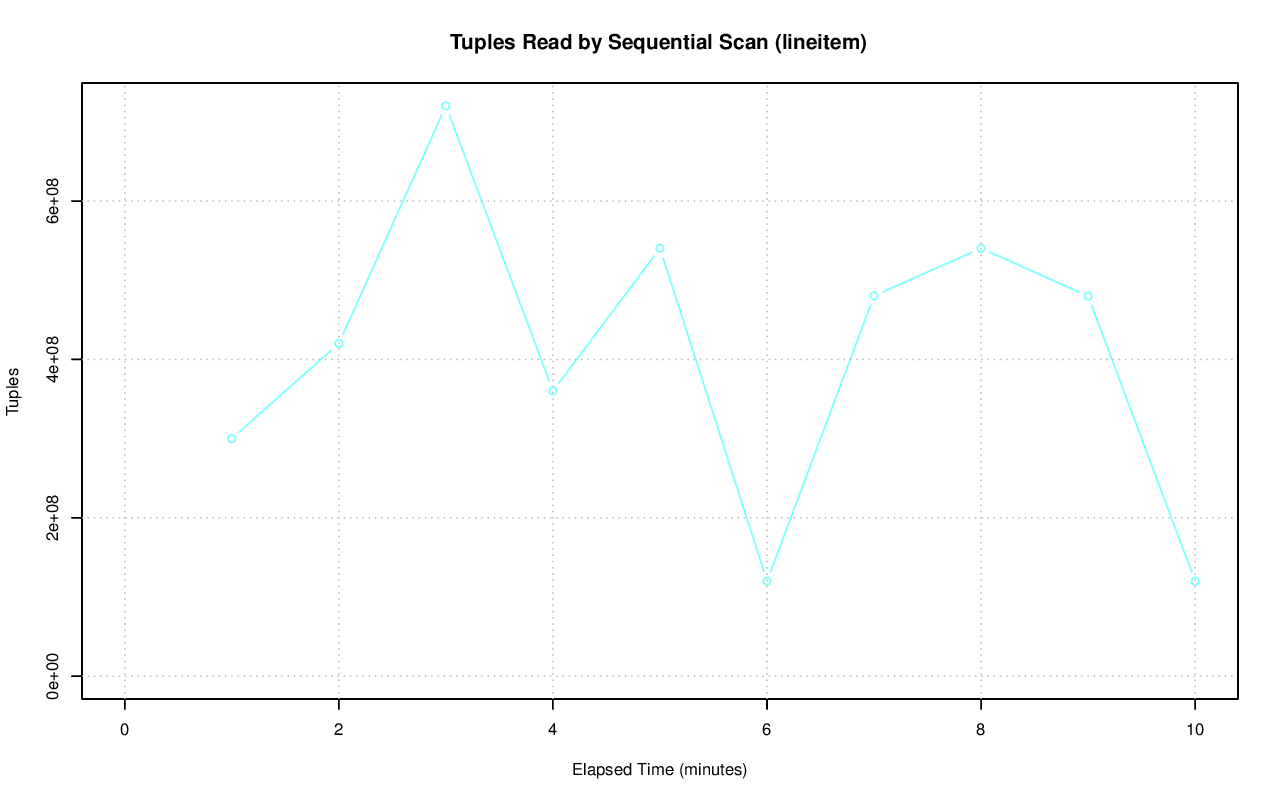 Tuples Read by Sequential Scan (lineitem)
Tuples
6e+08
4e+08
2e+08
0e+00
0 2 4 6 8 10
Elapsed Time (minutes)